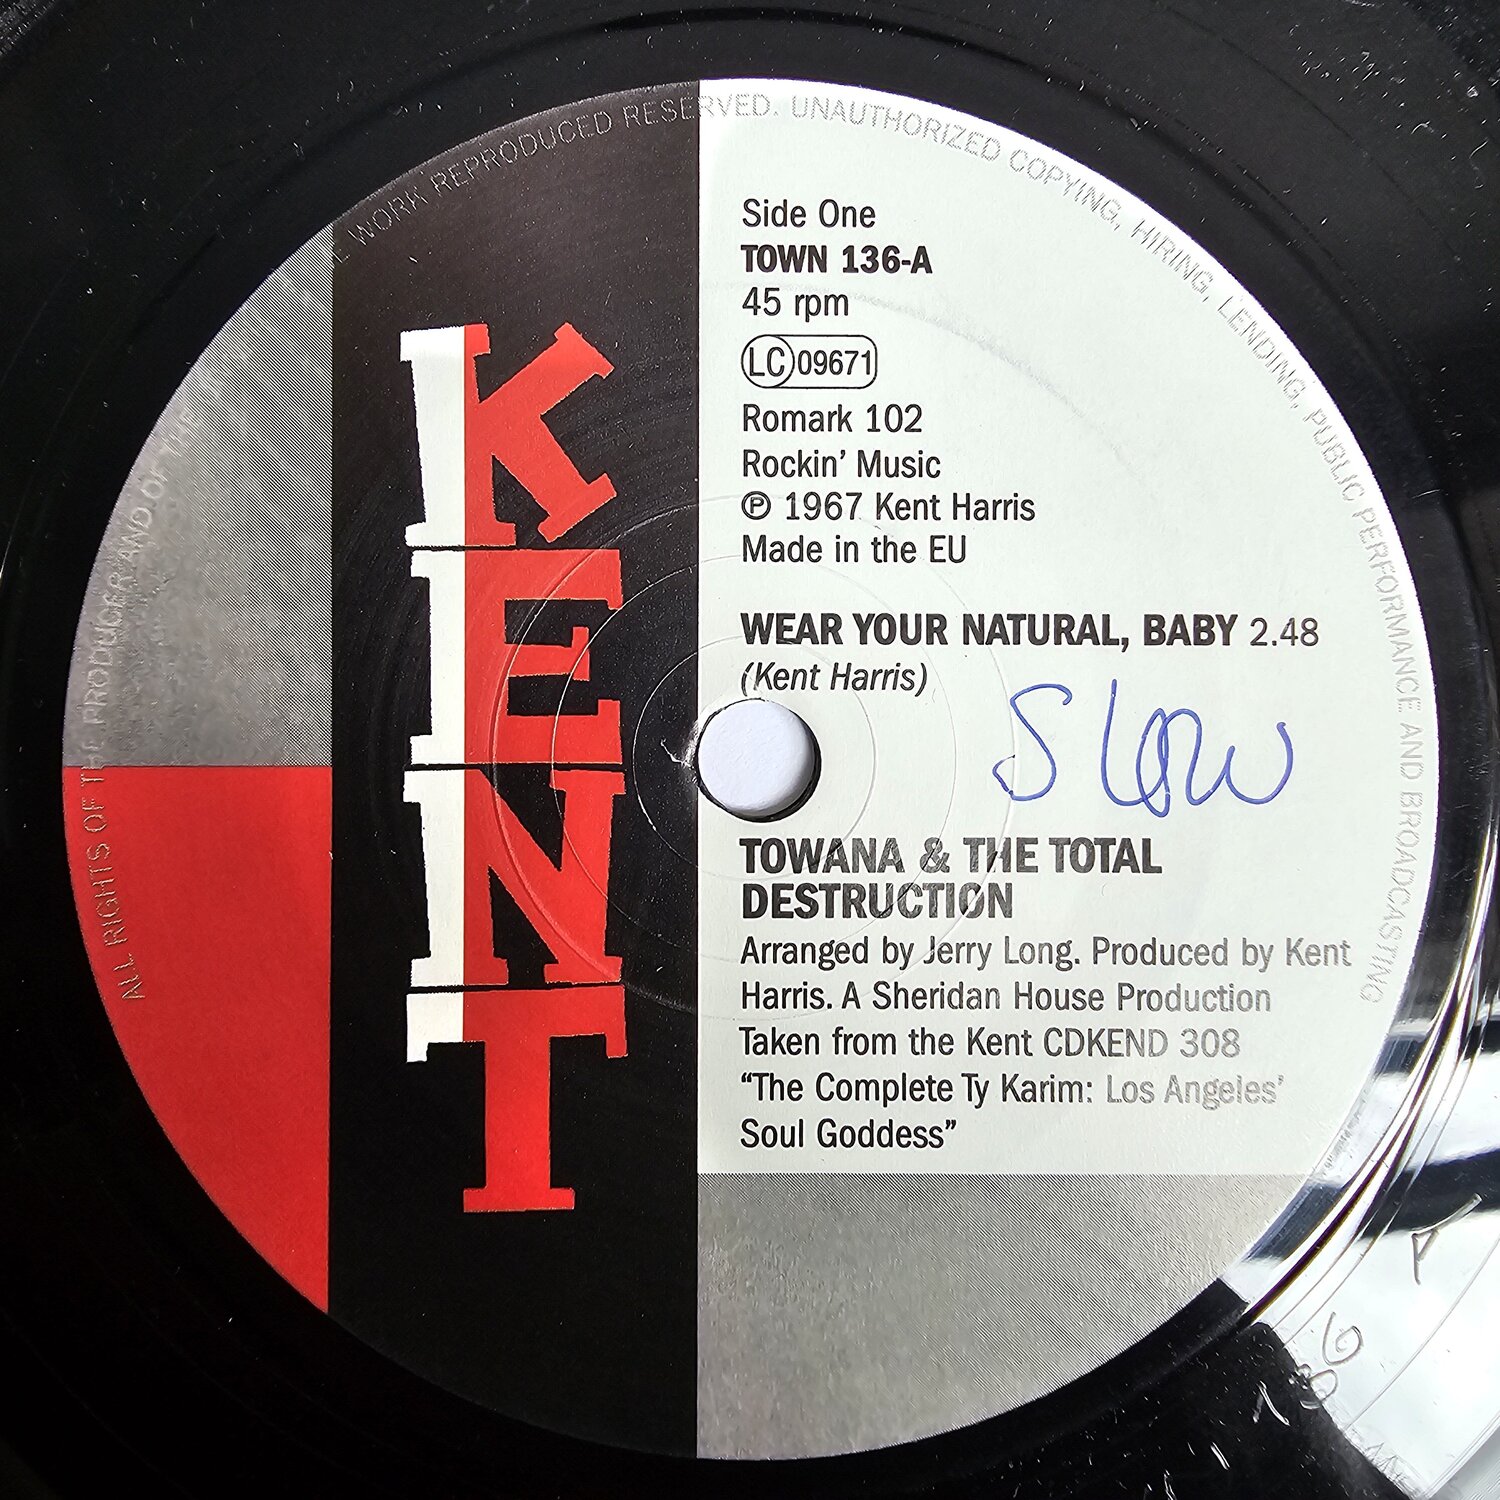 ALL RIGHTS OF THE PRODUCER AND OF THE
WORK REPRODUCED RESERVED. UNAUTHORIZED COPYING, HIRING, LENDING, PUBLIC PERFORMANCE AND BROADCASTING
KENT
Side One
TOWN 136-A
45 rpm
LC 09671
Romark 102
Rockin’ Music
℗ 1967 Kent Harris
Made in the EU
WEAR YOUR NATURAL, BABY 2.48
(Kent Harris)
Slow
TOWANA & THE TOTAL
DESTRUCTION
Arranged by Jerry Long. Produced by Kent
Harris. A Sheridan House Production
Taken from the Kent CDKEND 308
“The Complete Ty Karim: Los Angeles’
Soul Goddess”